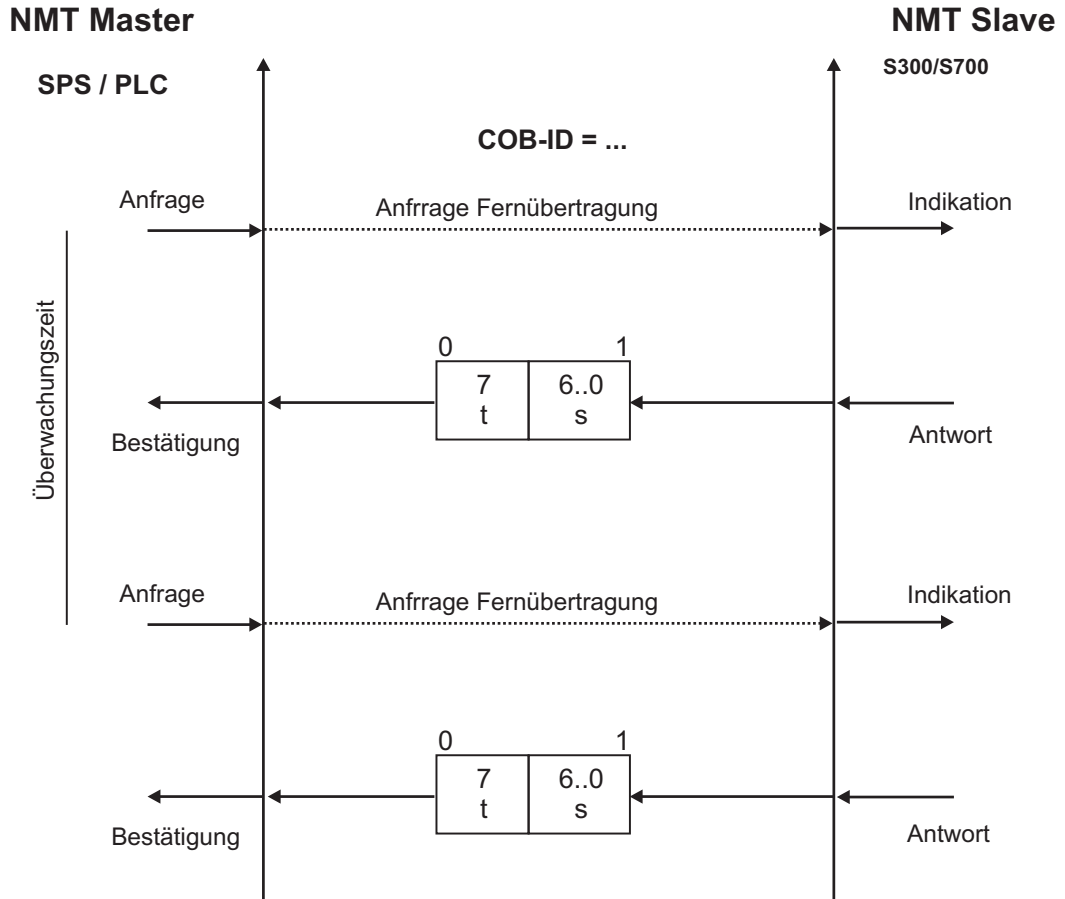 NMT Master
NMT Slave
SPS / PLC
S300/S700
COB-ID = ...
Anfrage
Anfrrage Fernübertragung
Indikation
Überwachungszeit
0 1
7 6..0
t s
Bestätigung
Antwort
Anfrage
Anfrrage Fernübertragung
Indikation
0 1
7 6..0
t s
Bestätigung
Antwort